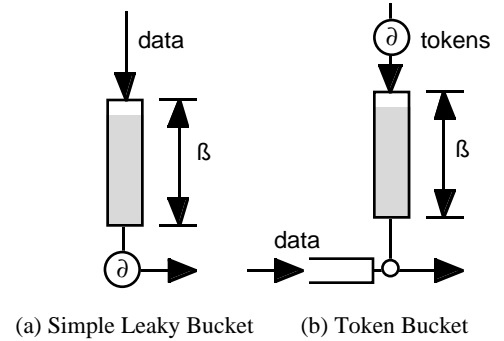 data
ß
∂
∂
tokens
ß
data
(a) Simple Leaky Bucket
(b) Token Bucket